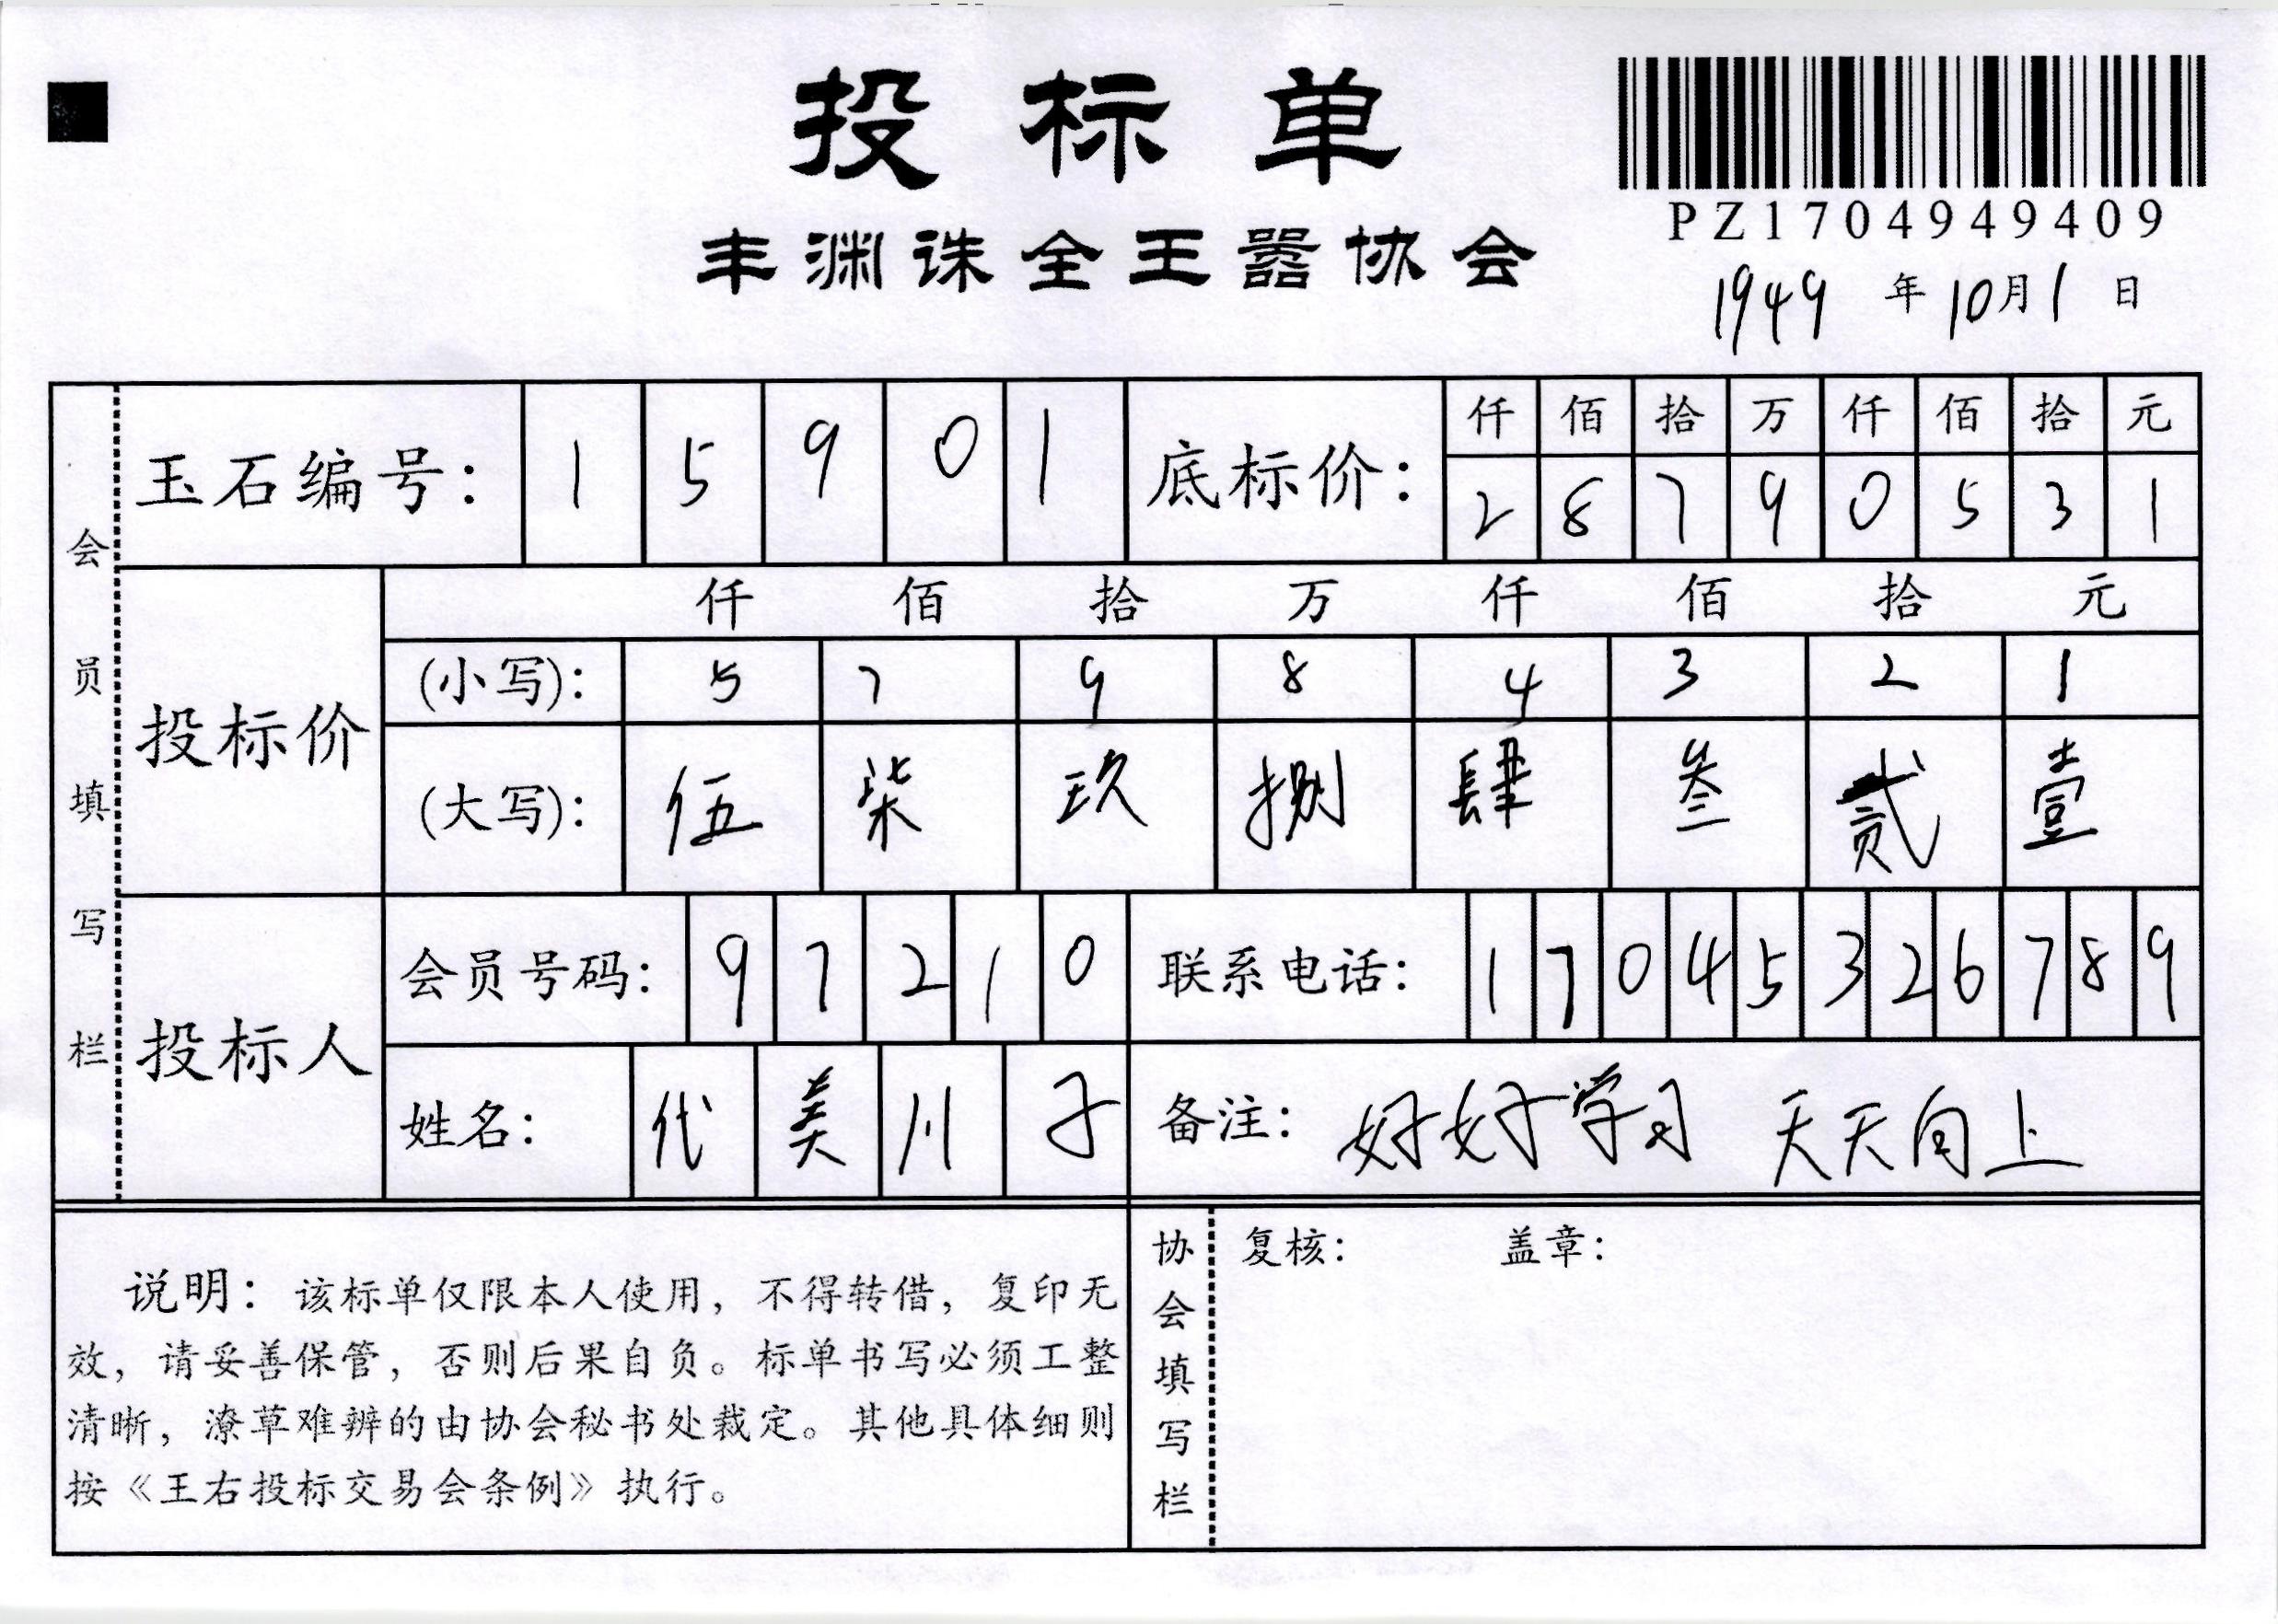 投标单
丰渊诛全王嚣协会
PZ1704949409
1949年10月1日
会员填写栏
玉石编号: 1 5 9 0 1 底标价: 仟 佰 拾 万 仟 佰 拾 元
2 8 7 9 0 5 3 1
投标价
仟 佰 拾 万 仟 佰 拾 元
(小写): 5 7 9 8 4 3 2 1
(大写): 伍 柒 玖 捌 肆 叁 贰 壹
投标人
会员号码: 9 7 2 1 0 联系电话: 1 7 0 4 5 3 2 6 7 8 9
姓名: 代 美 川 子 备注: 好好学习 天天向上
说明: 该标单仅限本人使用, 不得转借, 复印无
效, 请妥善保管, 否则后果自负。标单书写必须工整
清晰, 潦草难辨的由协会秘书处裁定。其他具体细则
按《王右投标交易会条例》执行。
协会填写栏
复核: 盖章: